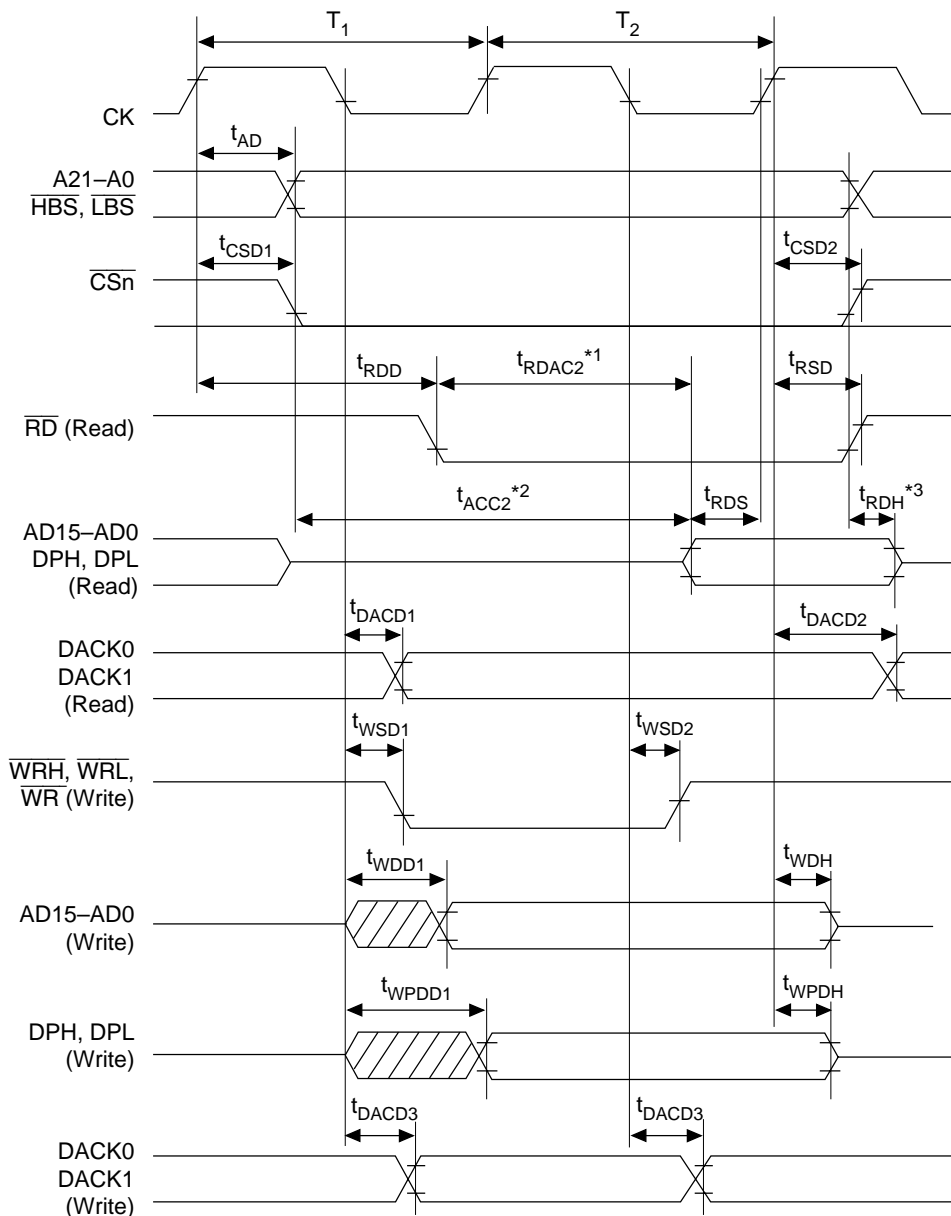 T1 T2
CK
tAD
A21–A0
HBS, LBS
tCSD1 tCSD2
CSn
tRDD tRDAC2*1 tRSD
RD (Read)
tACC2*2 tRDS tRDH*3
AD15–AD0
DPH, DPL
(Read)
tDACD1 tDACD2
DACK0
DACK1
(Read)
tWSD1 tWSD2
WRH, WRL,
WR (Write)
tWDD1 tWDH
AD15–AD0
(Write)
tWPDD1 tWPDH
DPH, DPL
(Write)
tDACD3 tDACD3
DACK0
DACK1
(Write)